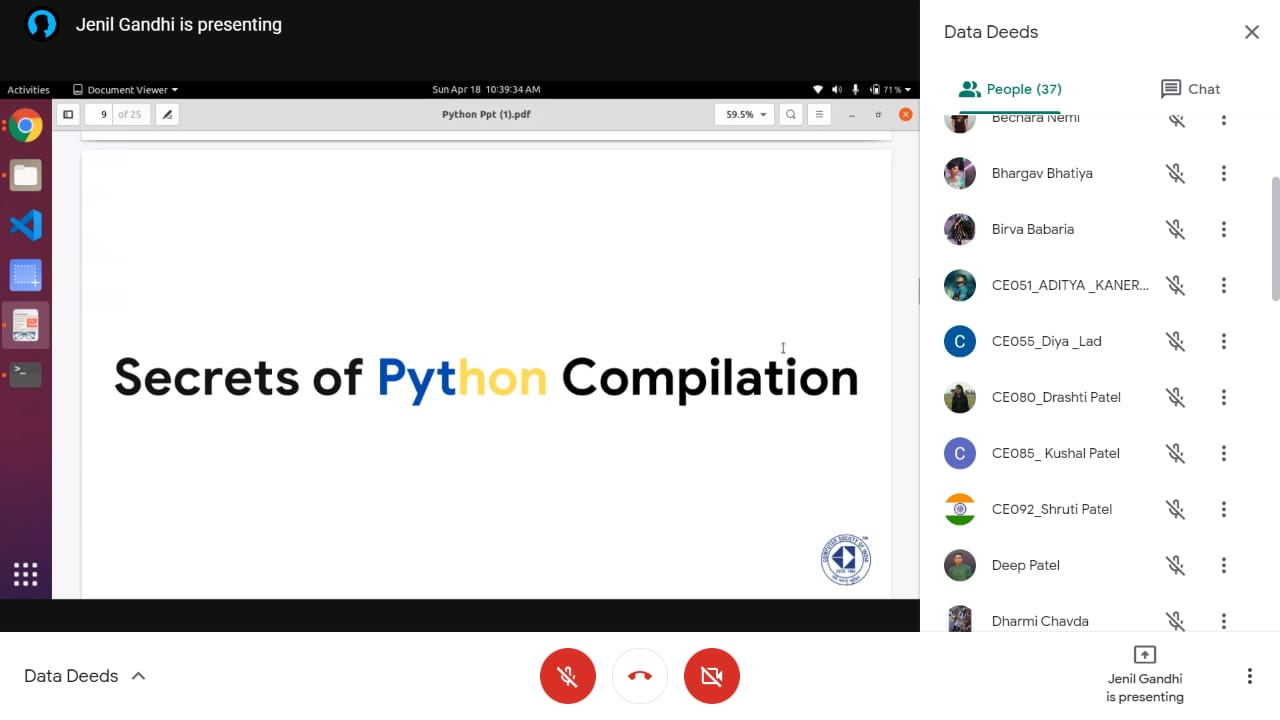 Jenil Gandhi is presenting
Activities
Document Viewer
Sun Apr 18 10:39:34 AM
71 %
9 of 25
Python Ppt (1).pdf
59.5%
Secrets of Python Compilation
COMPUTER SOCIETY OF INDIA
Data Deeds
People (37)
Chat
Bechara Nemi
Bhargav Bhatiya
Birva Babaria
CE051_ADITYA _KANER...
C
CE055_Diya _Lad
CE080_Drashti Patel
C
CE085_ Kushal Patel
CE092_Shruti Patel
Deep Patel
Dharmi Chavda
Data Deeds
Jenil Gandhi
is presenting